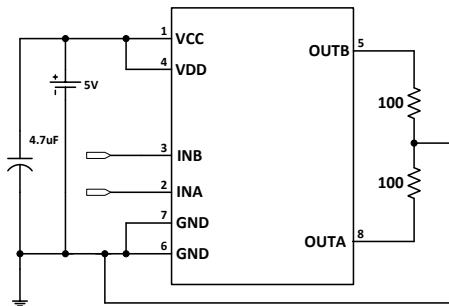 1 VCC
OUTB 5
4 VDD
+
-
5V
100
4.7uF
3 INB
2 INA
100
7 GND
OUTA 8
6 GND